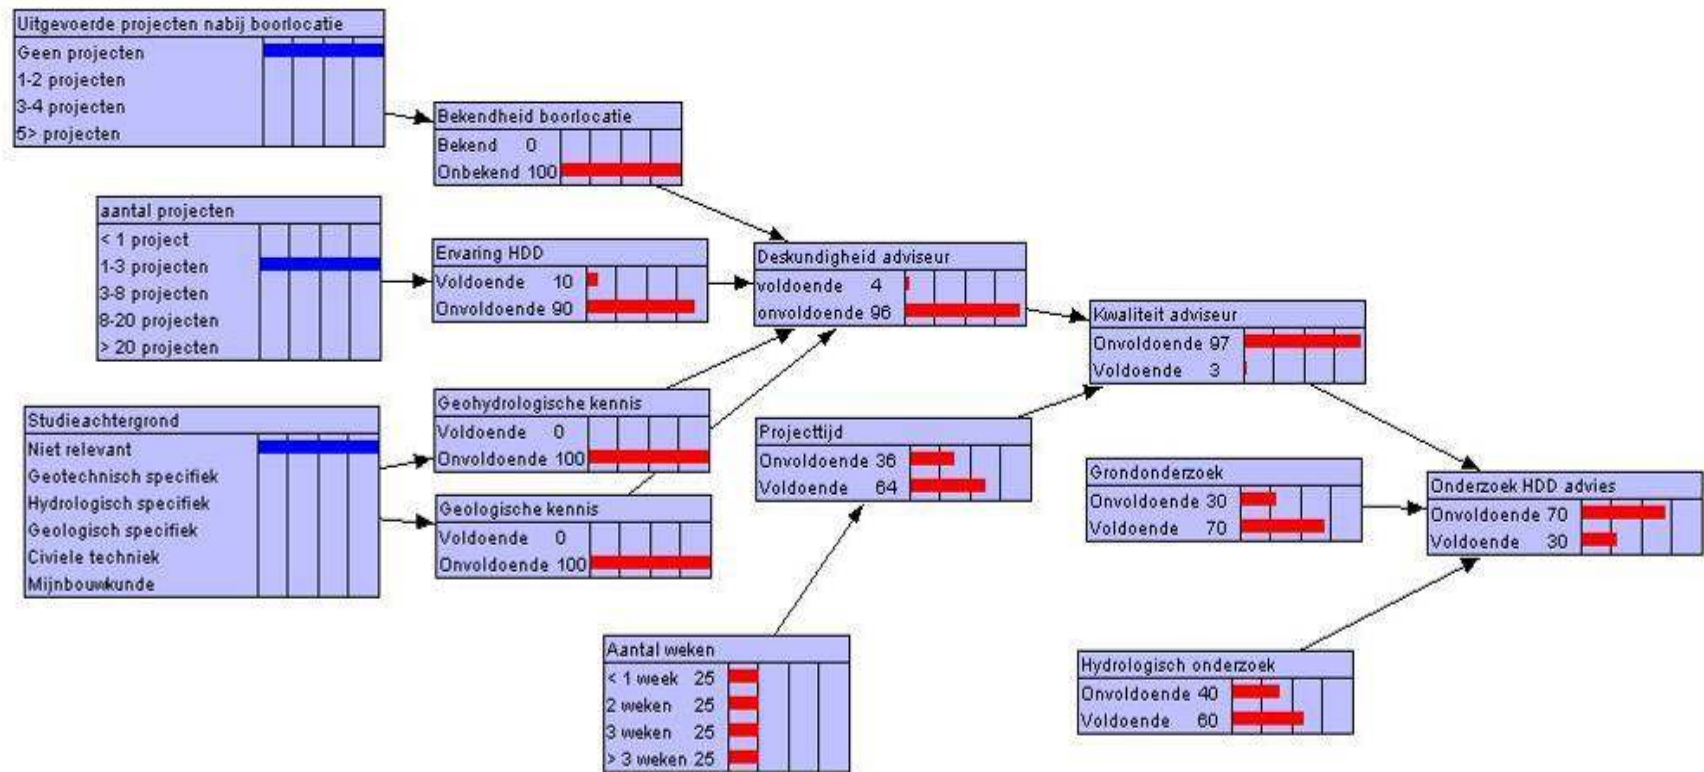 Uitgevoerde projecten nabij boorlocatie
Geen projecten
1-2 projecten
3-4 projecten
5> projecten
Bekendheid boorlocatie
Bekend 0
Onbekend 100
aantal projecten
< 1 project
1-3 projecten
3-8 projecten
8-20 projecten
> 20 projecten
Ervaring HDD
Voldoende 10
Onvoldoende 90
Deskundigheid adviseur
voldoende 4
onvoldoende 96
Kwaliteit adviseur
Onvoldoende 97
Voldoende 3
Studieachtergrond
Niet relevant
Geotechnisch specifiek
Hydrologisch specifiek
Geologisch specifiek
Civiele techniek
Mijnbouwkunde
Geohydrologische kennis
Voldoende 0
Onvoldoende 100
Geologische kennis
Voldoende 0
Onvoldoende 100
Projecttijd
Onvoldoende 36
Voldoende 64
Grondonderzoek
Onvoldoende 30
Voldoende 70
Onderzoek HDD advies
Onvoldoende 70
Voldoende 30
Aantal weken
< 1 week 25
2 weken 25
3 weken 25
> 3 weken 25
Hydrologisch onderzoek
Onvoldoende 40
Voldoende 60